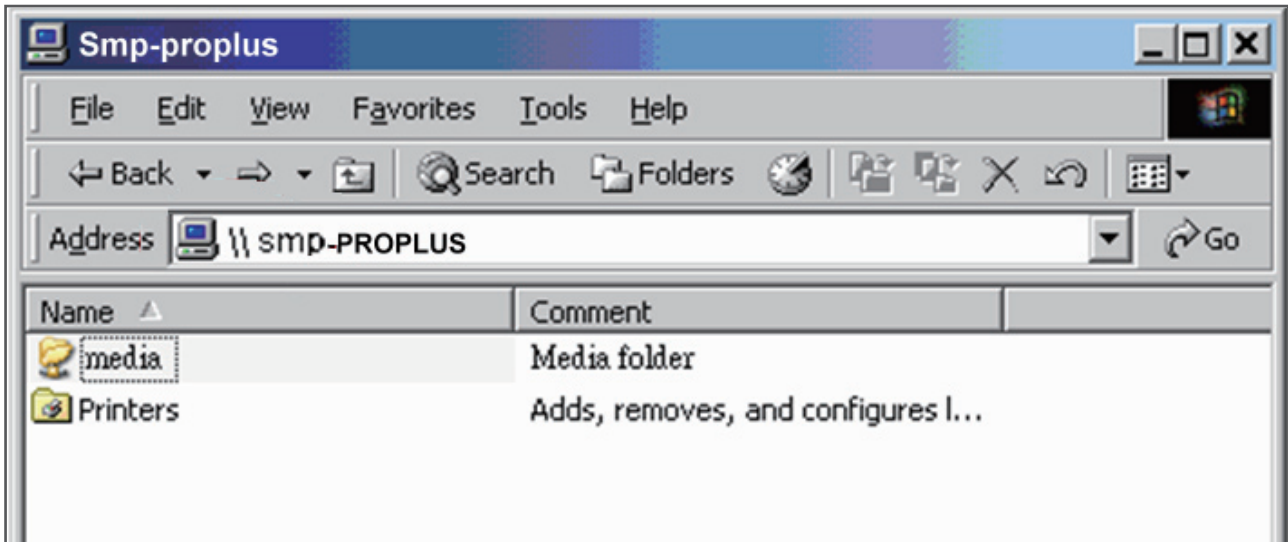 Smp-proplus
File Edit View Favorites Tools Help
Back Search Folders
Address \\ smp-PROPLUS Go
Name Comment
media Media folder
Printers Adds, removes, and configures l...